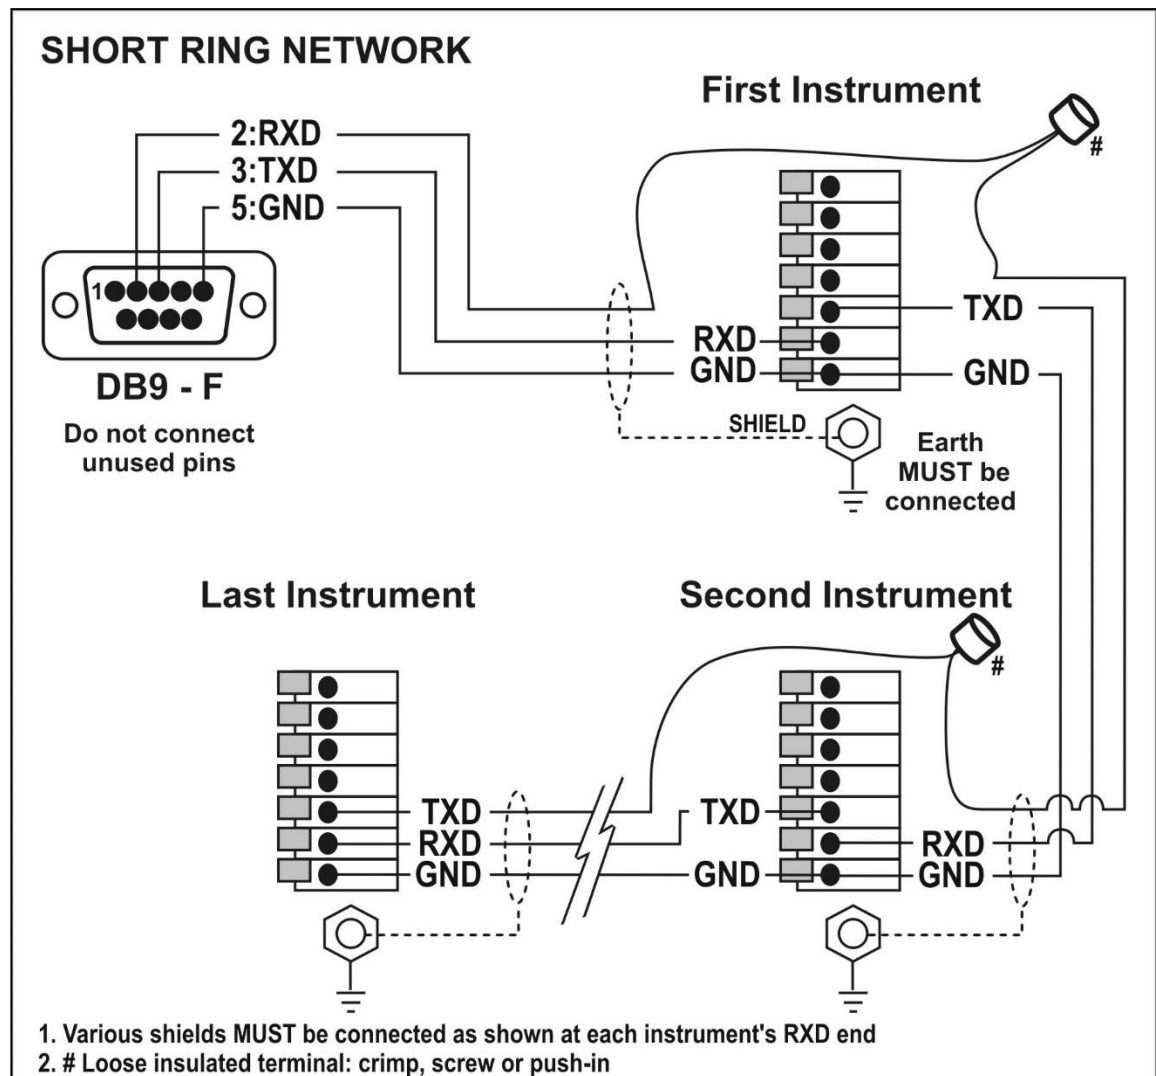 SHORT RING NETWORK
First Instrument
2:RXD
3:TXD
5:GND
#
1
DB9 - F
Do not connect
unused pins
TXD
RXD
GND
GND
SHIELD
Earth
MUST be
connected
Last Instrument
Second Instrument
#
TXD
RXD
GND
TXD
GND
RXD
GND
1. Various shields MUST be connected as shown at each instrument's RXD end
2. # Loose insulated terminal: crimp, screw or push-in